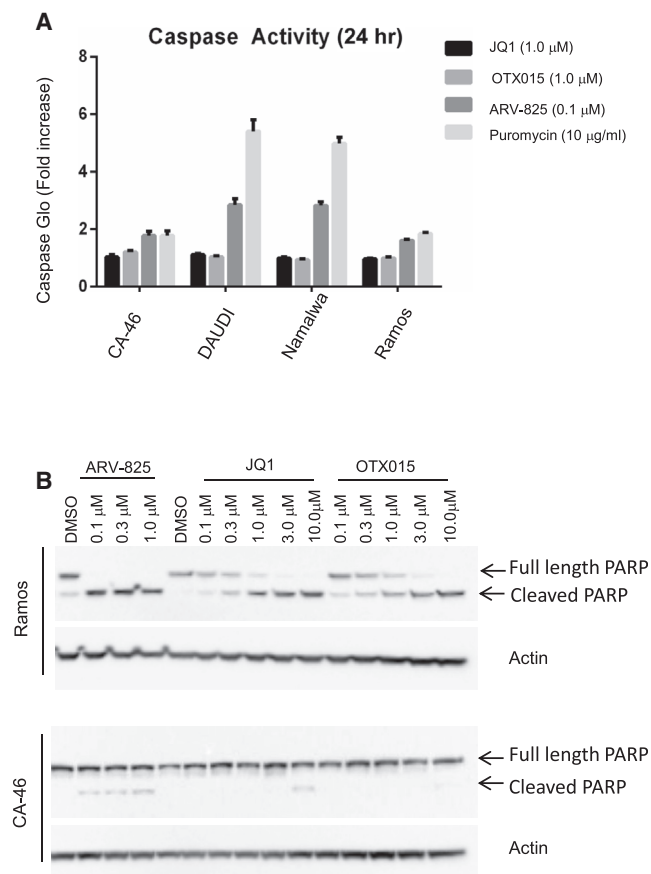 A
Caspase Activity (24 hr)
Caspase Glo (Fold increase)
8
6
4
2
0
CA-46
DAUDI
Namalwa
Ramos
JQ1 (1.0 μM)
OTX015 (1.0 μM)
ARV-825 (0.1 μM)
Puromycin (10 μg/ml)
B
ARV-825
JQ1
OTX015
DMSO
0.1 μM
0.3 μM
1.0 μM
DMSO
0.1 μM
0.3 μM
1.0 μM
3.0 μM
10.0μM
0.1 μM
0.3 μM
1.0 μM
3.0 μM
10.0μM
Ramos
Full length PARP
Cleaved PARP
Actin
CA-46
Full length PARP
Cleaved PARP
Actin